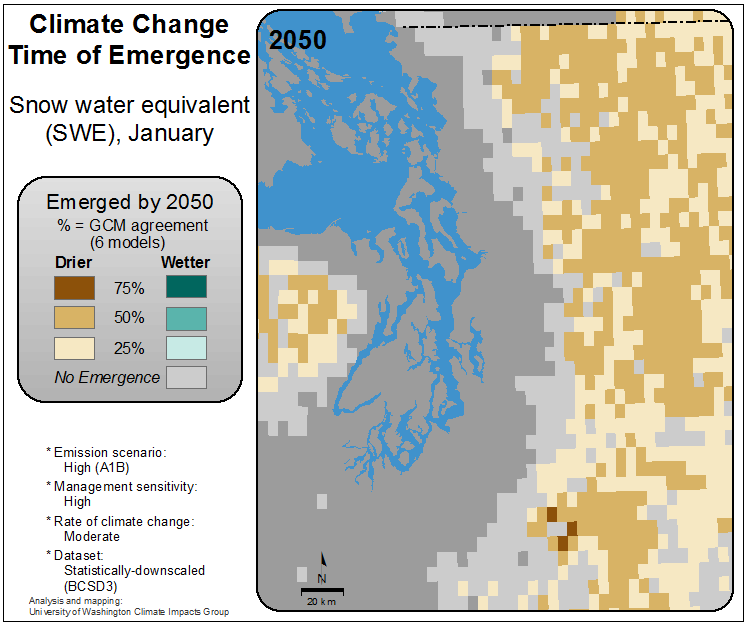 Climate Change
Time of Emergence
Snow water equivalent
(SWE), January
Emerged by 2050
% = GCM agreement
(6 models)
Drier Wetter
75%
50%
25%
No Emergence
* Emission scenario:
High (A1B)
* Management sensitivity:
High
* Rate of climate change:
Moderate
* Dataset:
Statistically-downscaled
(BCSD3)
Analysis and mapping:
University of Washington Climate Impacts Group
2050
N
20 km